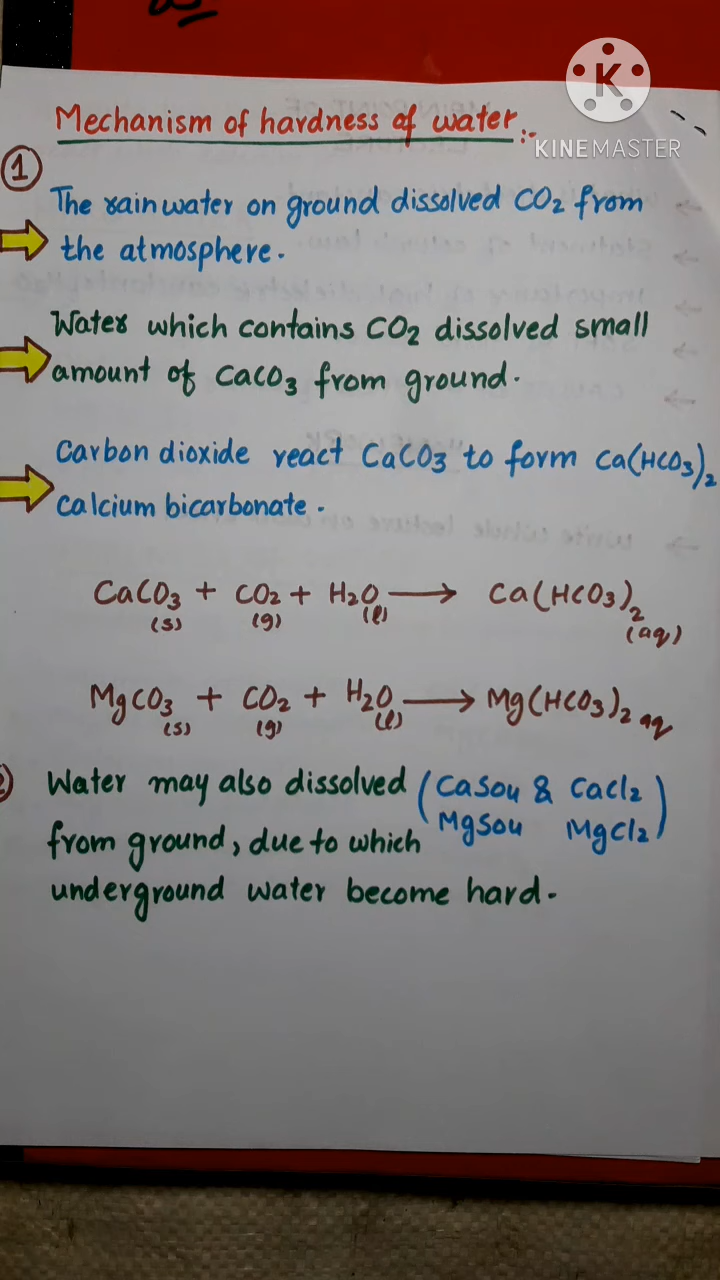 K
KINEMASTER
Mechanism of hardness of water:-
1
The rainwater on ground dissolved CO2 from
the atmosphere.
Water which contains CO2 dissolved small
amount of CaCO3 from ground.
Carbon dioxide react CaCO3 to form Ca(HCO3)2
calcium bicarbonate.
CaCO3 (s) + CO2 (g) + H2O (l) ⟶ Ca(HCO3)2 (aq)
MgCO3 (s) + CO2 (g) + H2O (l) ⟶ Mg(HCO3)2 aq
2) Water may also dissolved (CaSO4 & CaCl2
MgSO4 MgCl2)
from ground, due to which
underground water become hard.